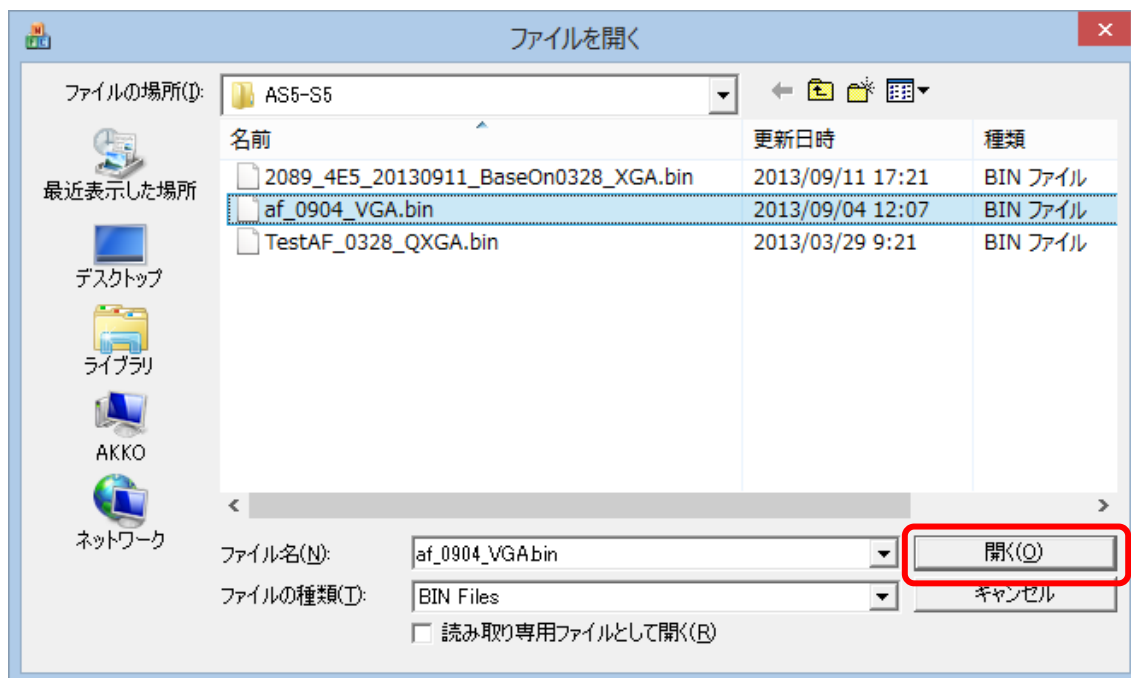 ファイルを開く
ファイルの場所(I):
AS5-S5
名前
更新日時
種類
2089_4E5_20130911_BaseOn0328_XGA.bin 2013/09/11 17:21 BIN ファイル
af_0904_VGA.bin 2013/09/04 12:07 BIN ファイル
TestAF_0328_QXGA.bin 2013/03/29 9:21 BIN ファイル
最近表示した場所
デスクトップ
ライブラリ
AKKO
ネットワーク
ファイル名(N): af_0904_VGA.bin 開く(O)
ファイルの種類(T): BIN Files キャンセル
読み取り専用ファイルとして開く(R)